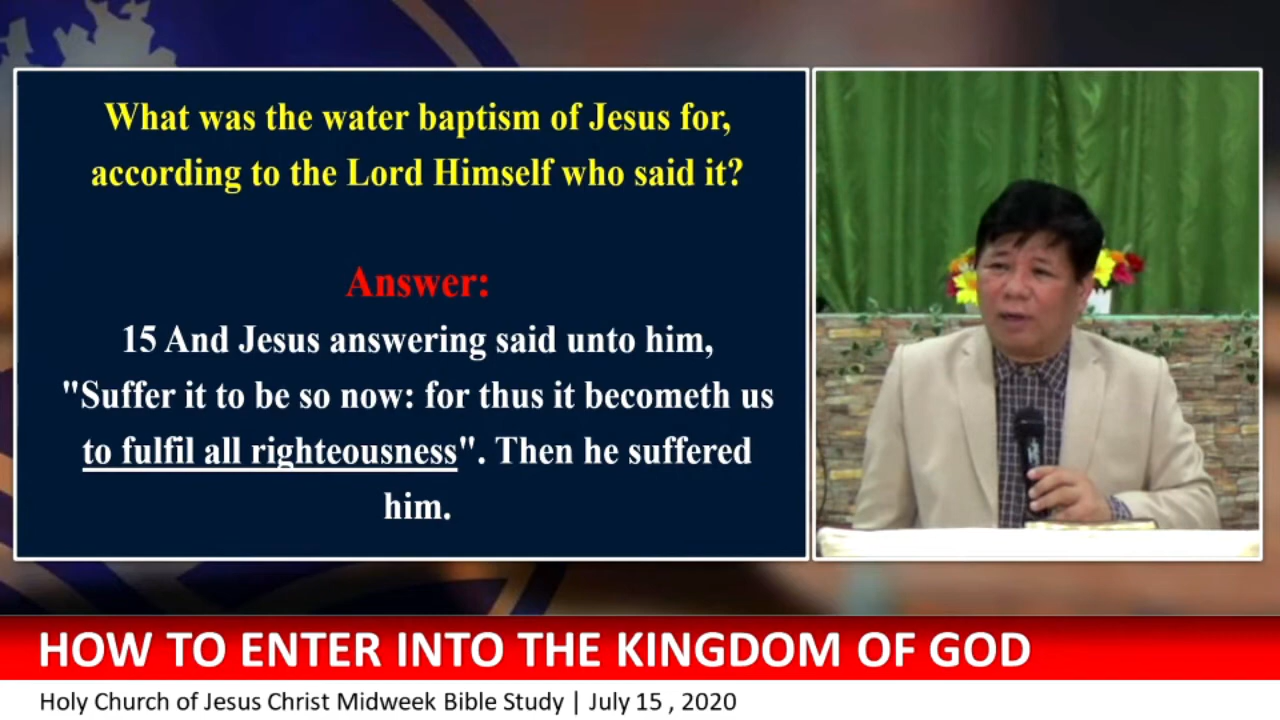 What was the water baptism of Jesus for,
according to the Lord Himself who said it?
Answer:
15 And Jesus answering said unto him,
"Suffer it to be so now: for thus it becometh us
to fulfil all righteousness". Then he suffered
him.
HOW TO ENTER INTO THE KINGDOM OF GOD
Holy Church of Jesus Christ Midweek Bible Study | July 15 , 2020